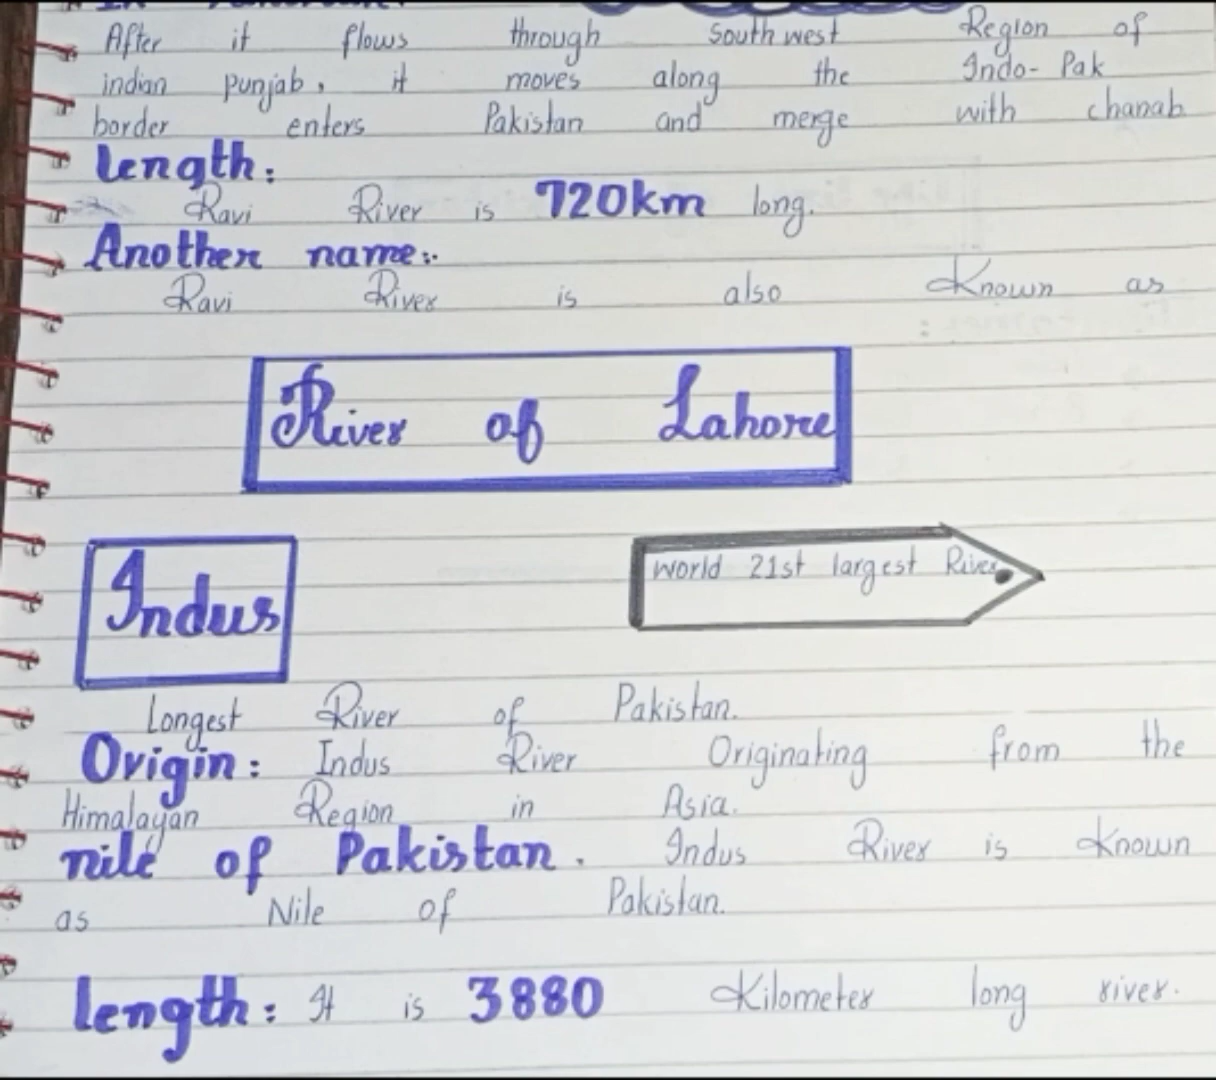 After it flows through southwest Region of
indian punjab, it moves along the Indo-Pak
border enters Pakistan and merge with chanab
length:
Ravi River is 720km long.
Another name:
Ravi River is also Known as
River of Lahore
Indus
world 21st largest River
Longest River of Pakistan.
Origin: Indus River Originating from the
Himalayan Region in Asia.
nile of Pakistan. Indus River is Known
as Nile of Pakistan.
length: It is 3880 Kilometer long river.